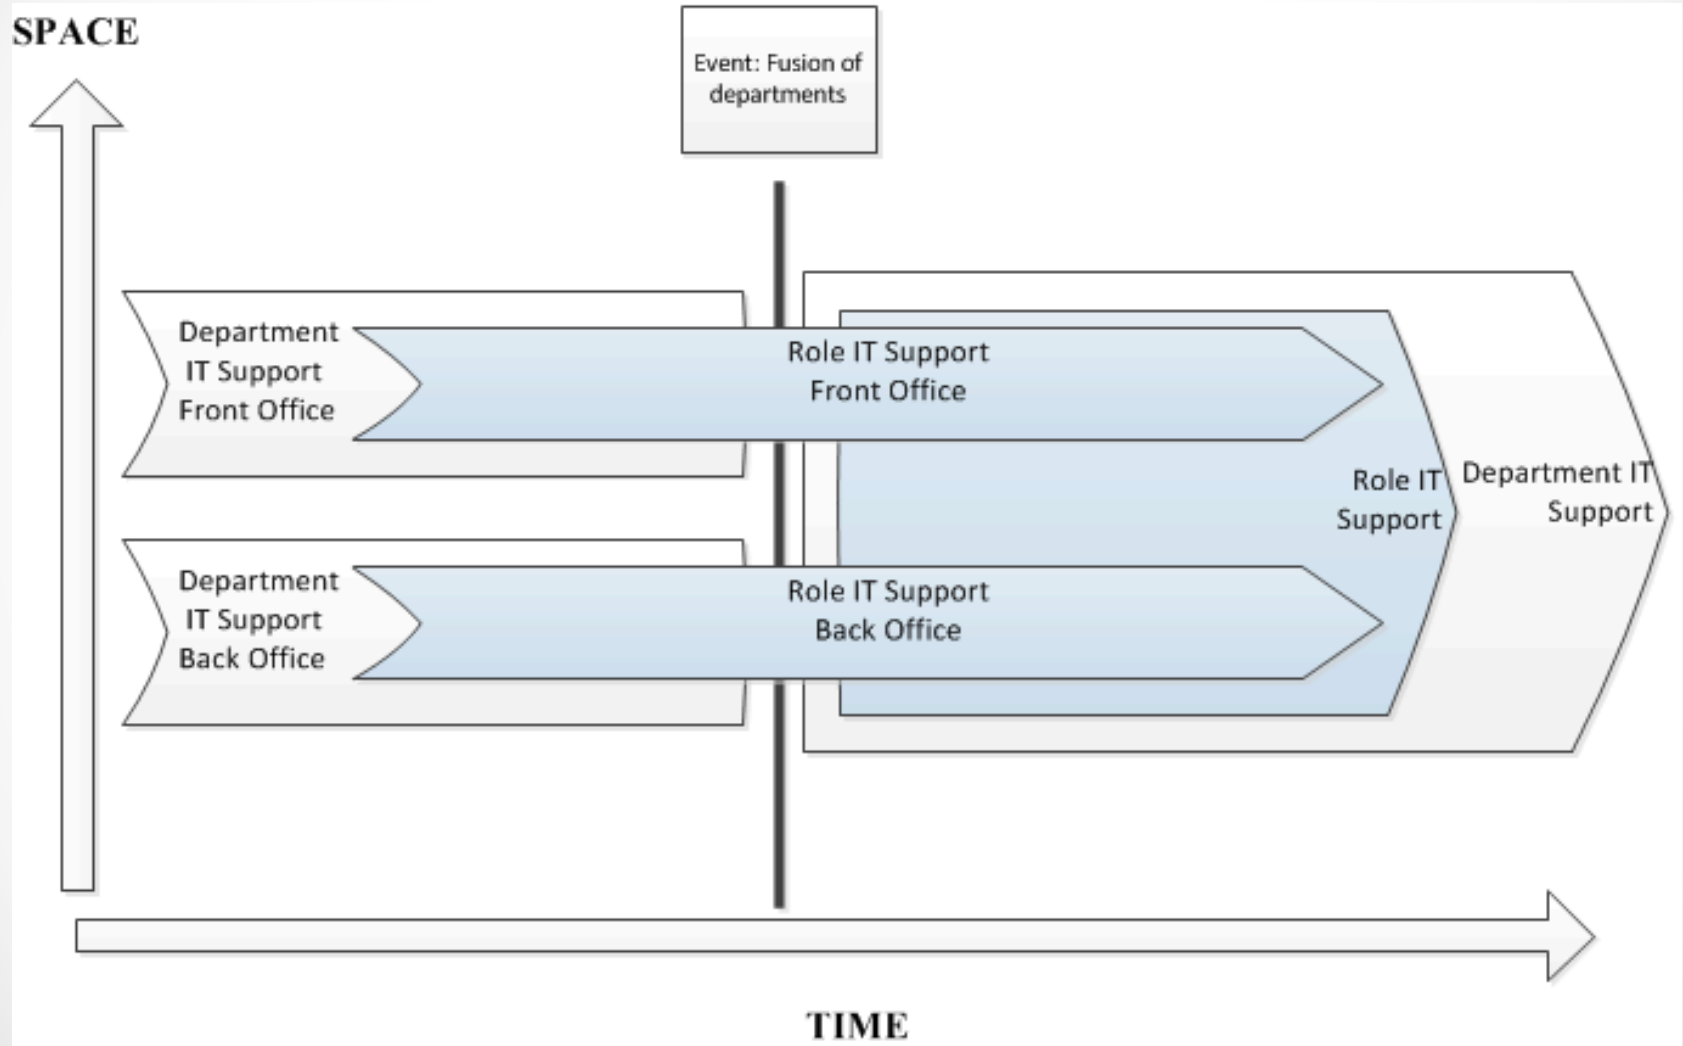 SPACE
Event: Fusion of
departments
Department
IT Support
Front Office
Role IT Support
Front Office
Role IT
Support
Department IT
Support
Department
IT Support
Back Office
Role IT Support
Back Office
TIME